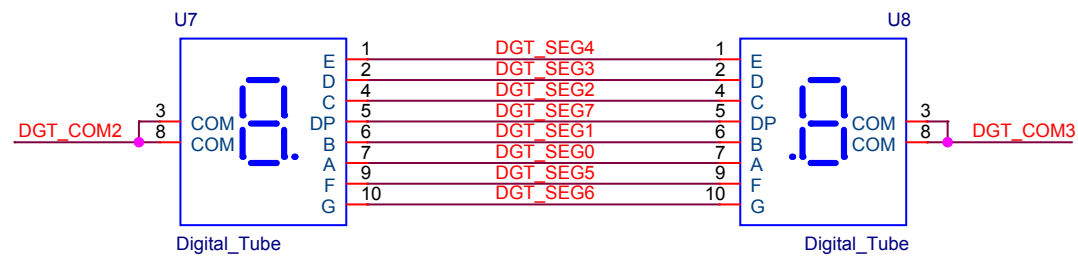 U7 U8
1 DGT_SEG4 1
E E
2 DGT_SEG3 2
D D
4 DGT_SEG2 4
C C
3 5 DGT_SEG7 5 3
COM DP DP COM
DGT_COM2 8 6 DGT_SEG1 6 8 DGT_COM3
COM B B COM
7 DGT_SEG0 7
A A
9 DGT_SEG5 9
F F
10 DGT_SEG6 10
G G
Digital_Tube Digital_Tube